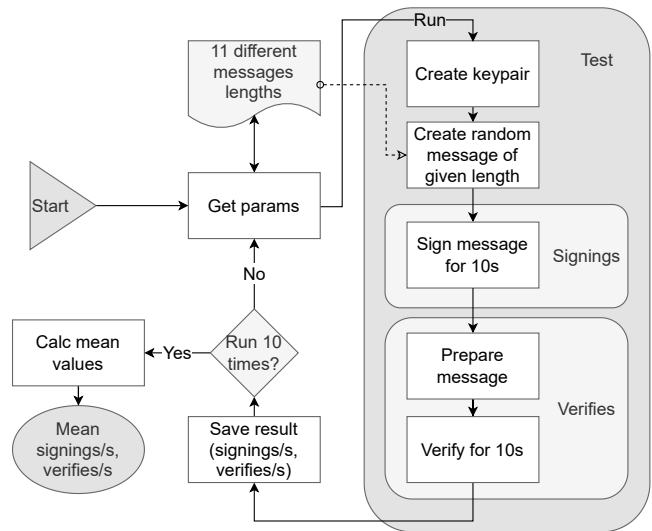 Run
11 different
messages
lengths
Test
Create keypair
Create random
message of
given length
Start
Get params
Sign message
for 10s
Signings
No
Calc mean
values
Yes
Run 10
times?
Prepare
message
Mean
signings/s,
verifies/s
Save result
(signings/s,
verifies/s)
Verify for 10s
Verifies